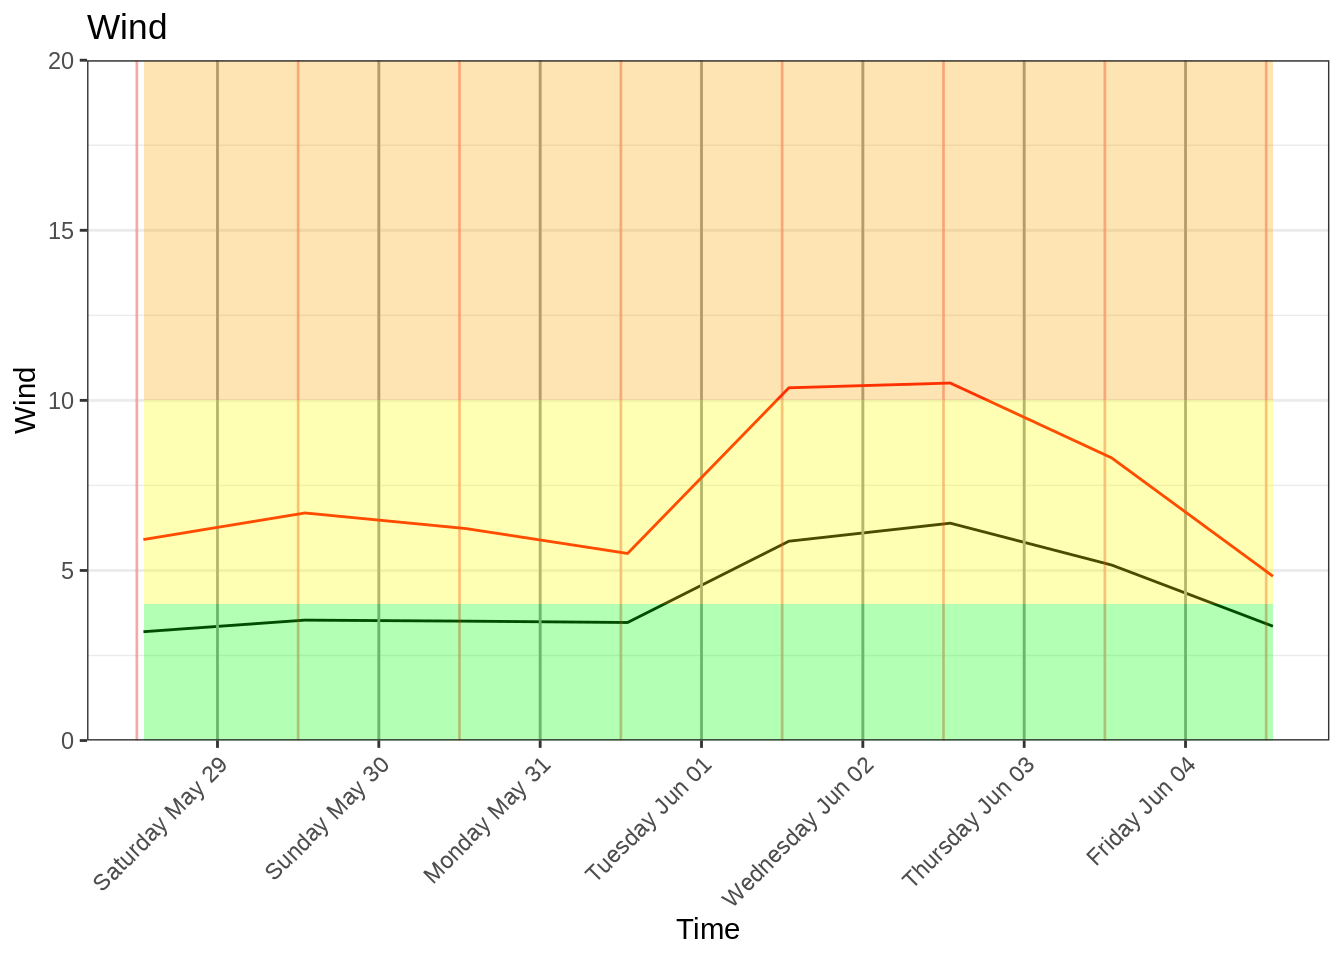 Wind
20
15
10
5
0
Wind
Saturday May 29
Sunday May 30
Monday May 31
Tuesday Jun 01
Wednesday Jun 02
Thursday Jun 03
Friday Jun 04
Time